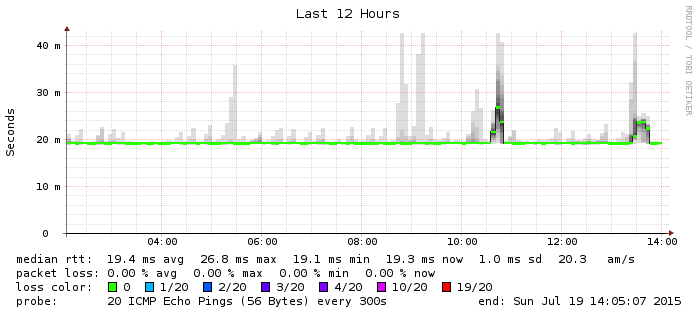 Last 12 Hours
RRDTOOL / TOBI OETIKER
Seconds
40 m
30 m
20 m
10 m
0
04:00 06:00 08:00 10:00 12:00 14:00
median rtt: 19.4 ms avg 26.8 ms max 19.1 ms min 19.3 ms now 1.0 ms sd 20.3 am/s
packet loss: 0.00 % avg 0.00 % max 0.00 % min 0.00 % now
loss color: 0 1/20 2/20 3/20 4/20 10/20 19/20
probe: 20 ICMP Echo Pings (56 Bytes) every 300s end: Sun Jul 19 14:05:07 2015